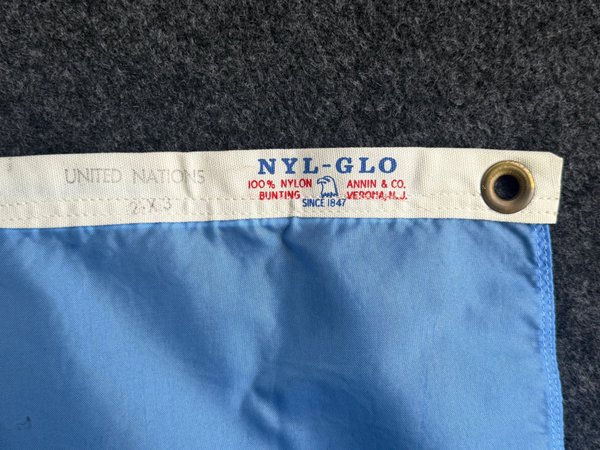 UNITED NATIONS
2 X 3
NYL-GLO
100% NYLON ANNIN & CO.
BUNTING VERONA, N.J.
SINCE 1847